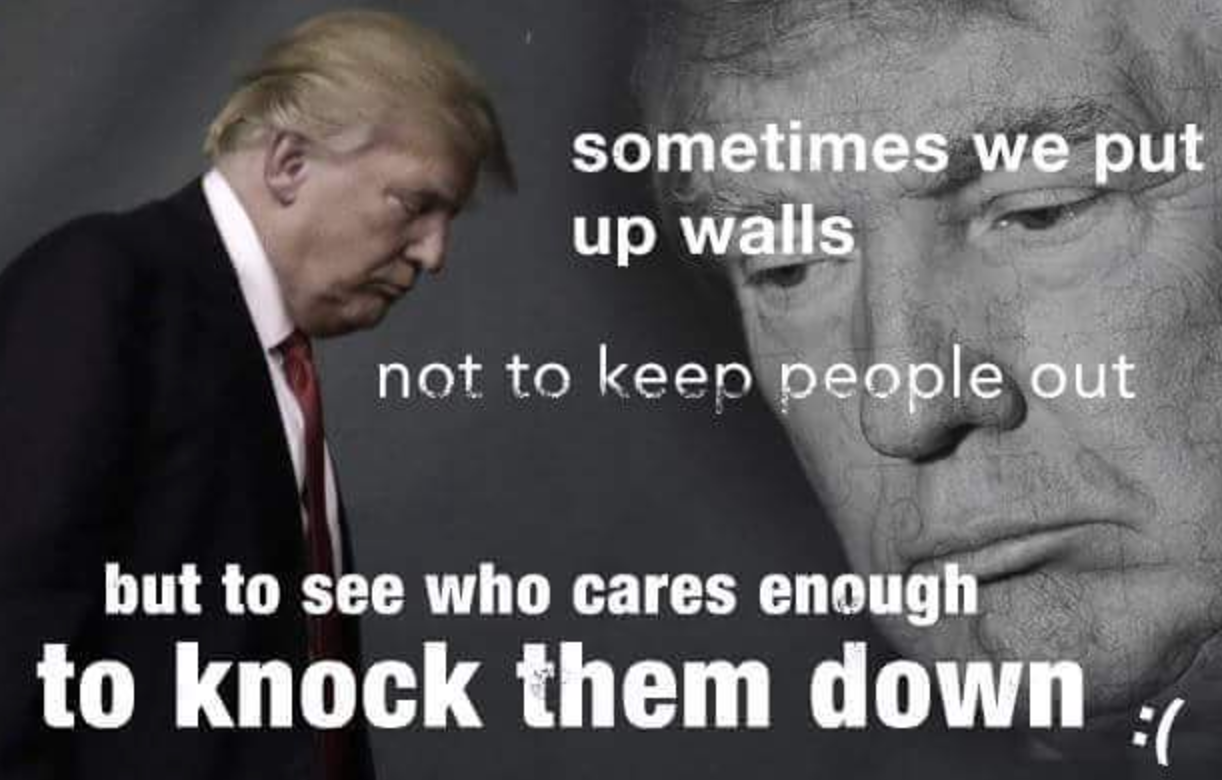 sometimes we put
up walls
not to keep people out
but to see who cares enough
to knock them down
:(